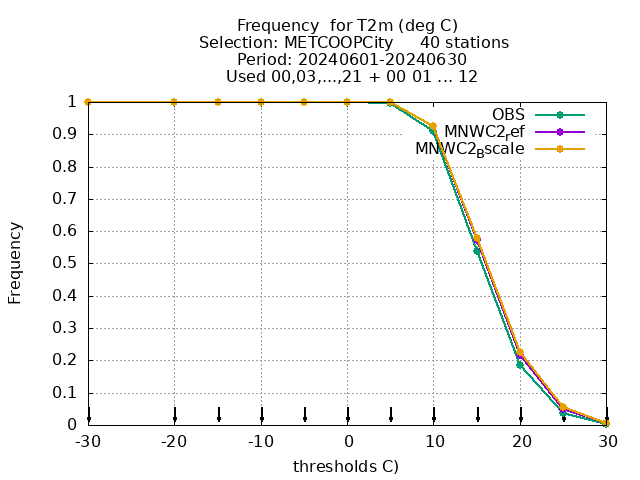 Frequency  for T2m (deg C)
Selection: METCOOPCity     40 stations
Period: 20240601-20240630
Used 00,03,...,21 + 00 01 ... 12
OBS
MNWC2ref
MNWC2Bscale
1
0.9
0.8
0.7
0.6
0.5
0.4
0.3
0.2
0.1
0
Frequency
-30 -20 -10 0 10 20 30
thresholds C)